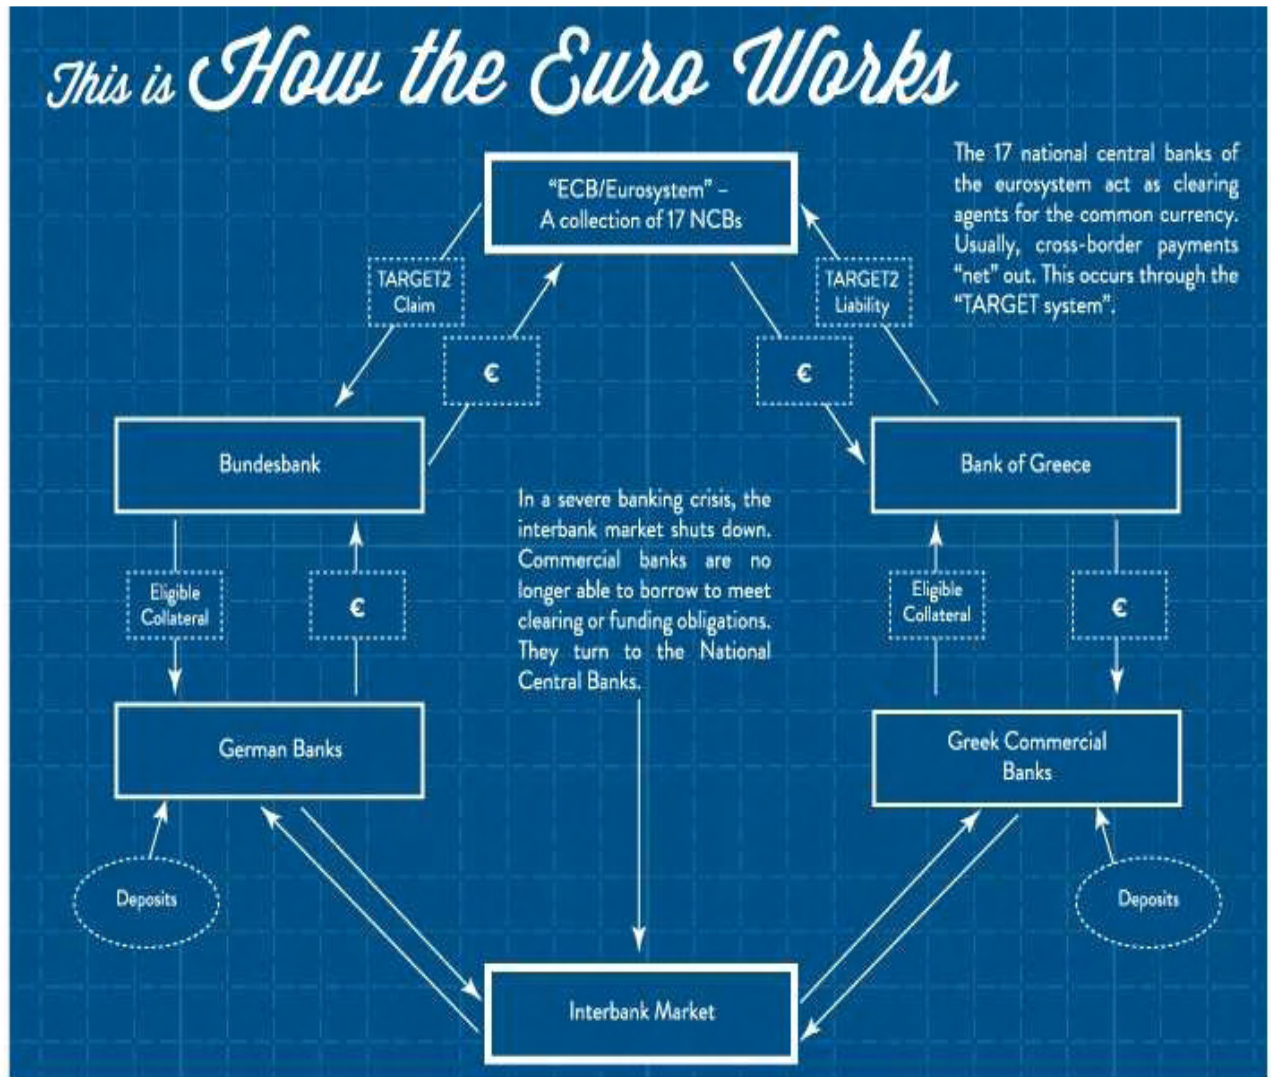 This is How the Euro Works
The 17 national central banks of
the eurosystem act as clearing
agents for the common currency.
Usually, cross-border payments
“net” out. This occurs through the
“TARGET system”.
“ECB/Eurosystem” –
A collection of 17 NCBs
TARGET2
Claim
€
€
TARGET2
Liability
Bundesbank
Bank of Greece
In a severe banking crisis, the
interbank market shuts down.
Commercial banks are no
longer able to borrow to meet
clearing or funding obligations.
They turn to the National
Central Banks.
Eligible
Collateral
€
Eligible
Collateral
€
German Banks
Greek Commercial
Banks
Deposits
Deposits
Interbank Market